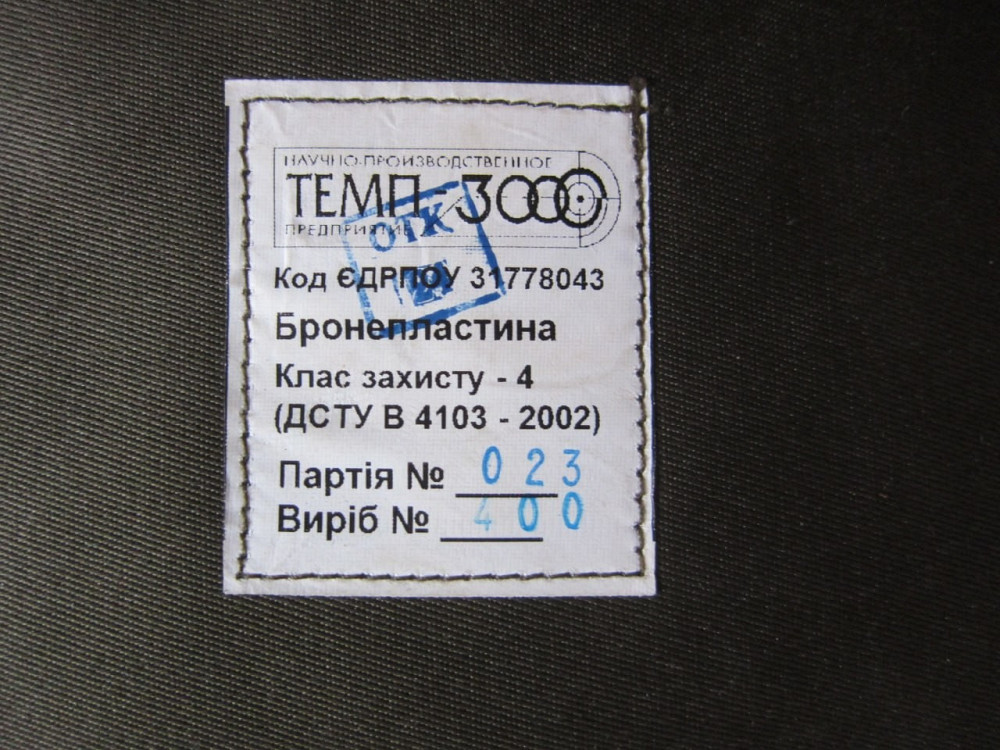 НАУЧНО-ПРОИЗВОДСТВЕННОЕ
ТЕМП-3000
ПРЕДПРИЯТИЕ
ОТК
Код ЄДРПОУ 31778043
Бронепластина
Клас захисту - 4
(ДСТУ В 4103 - 2002)
Партія № 023
Виріб № 400